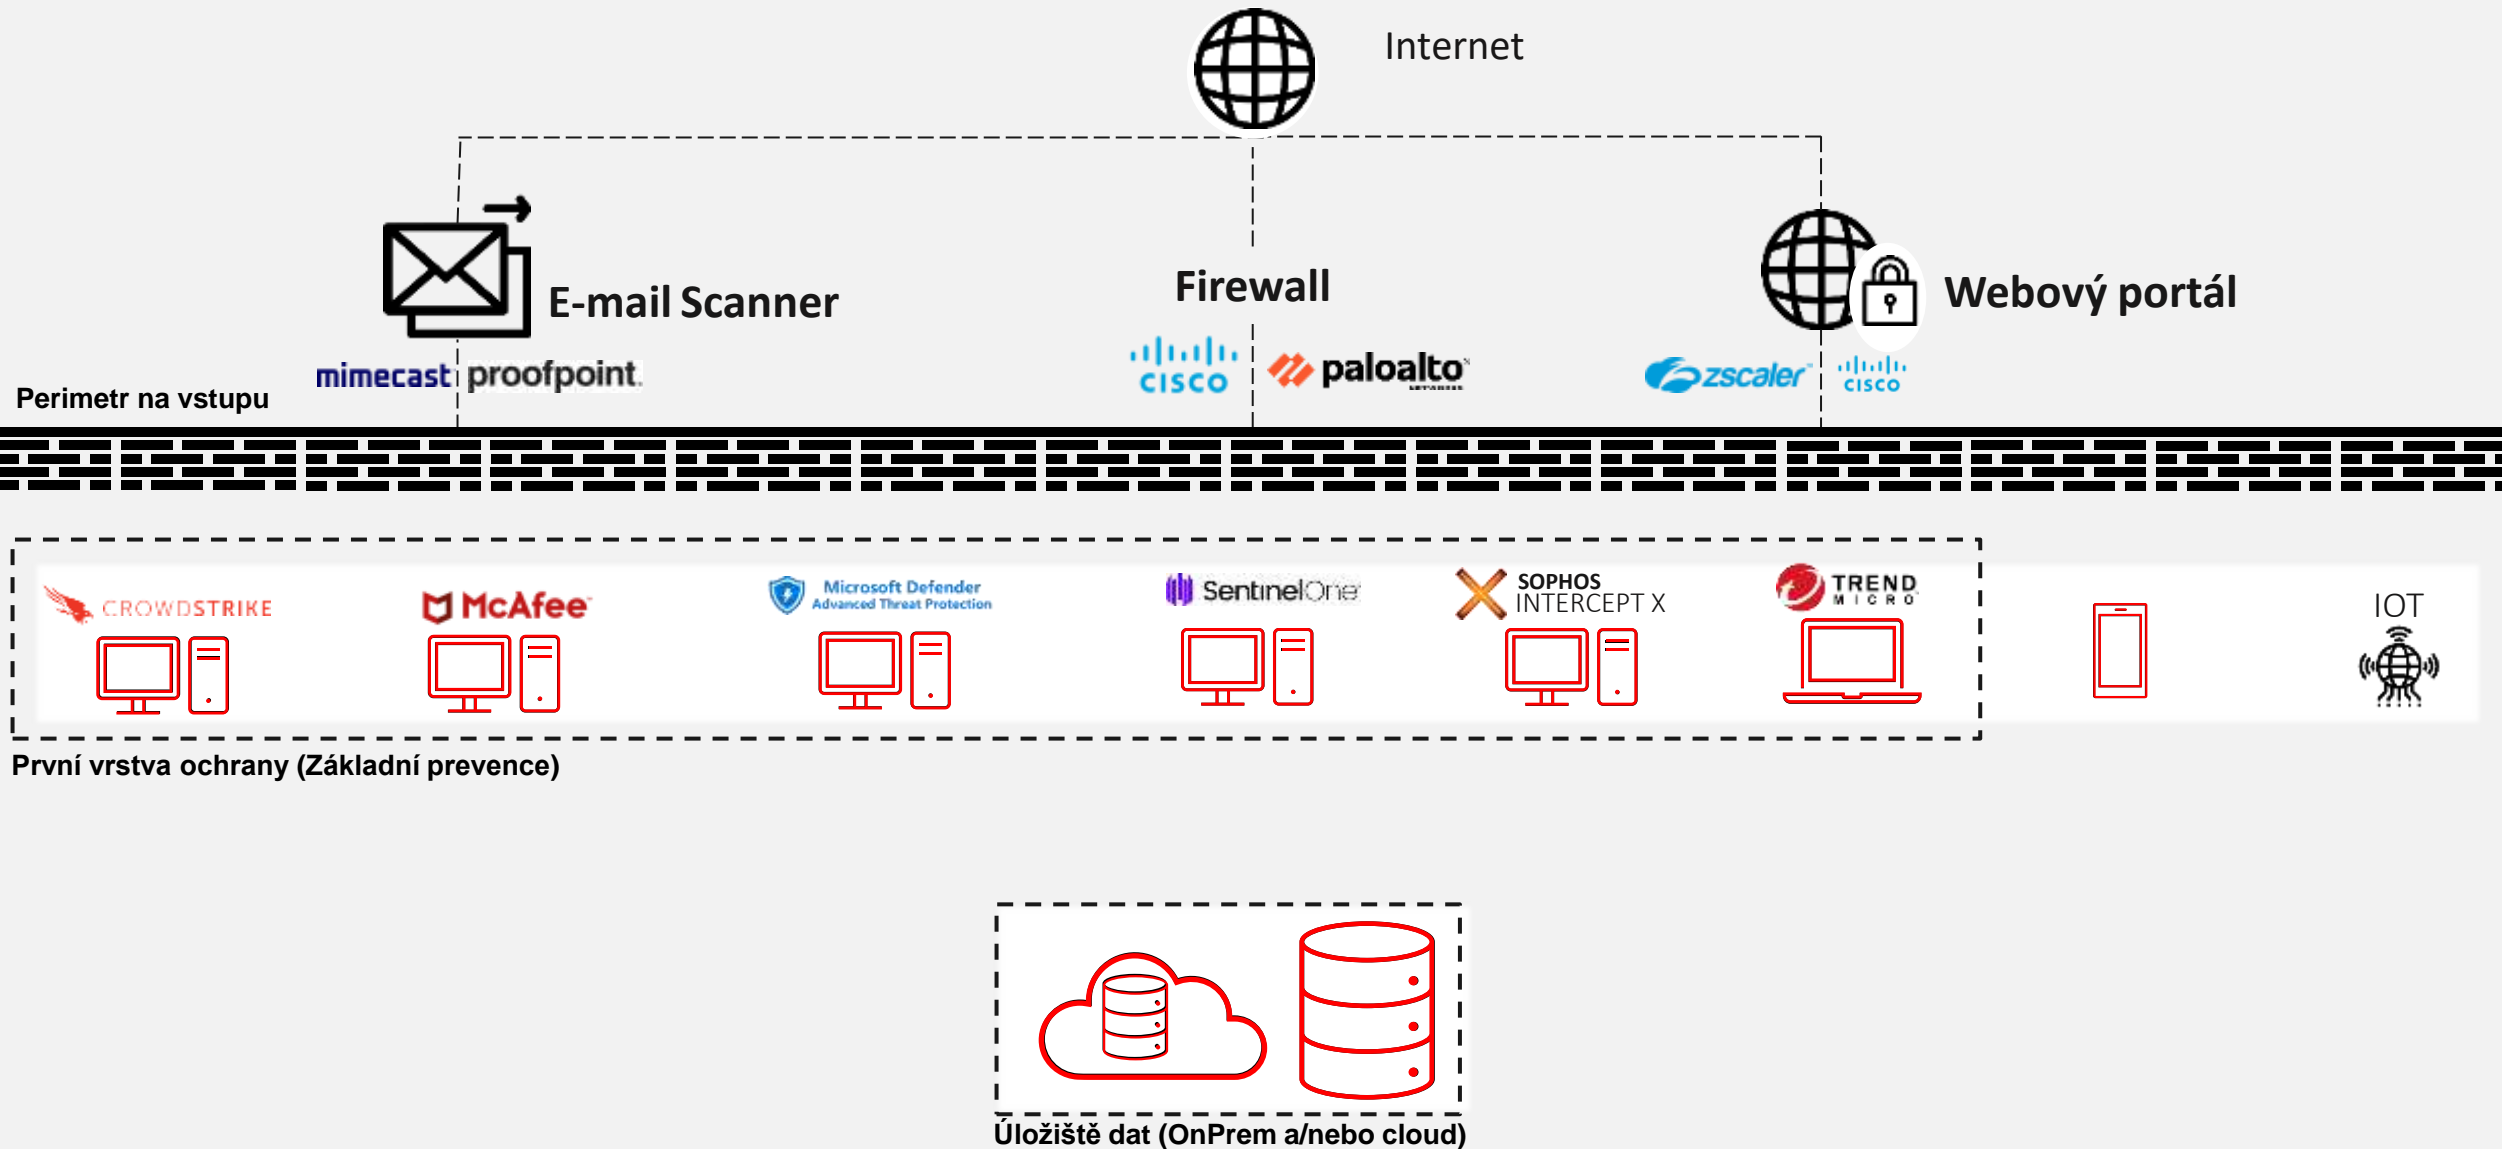 Internet
E-mail Scanner
Firewall
Webový portál
mimecast proofpoint.
CISCO
paloalto
zscaler
CISCO
Perimetr na vstupu
CROWDSTRIKE
McAfee
Microsoft Defender
Advanced Threat Protection
SentinelOne
SOPHOS
INTERCEPT X
TREND
MICRO
IOT
První vrstva ochrany (Základní prevence)
Úložiště dat (OnPrem a/nebo cloud)